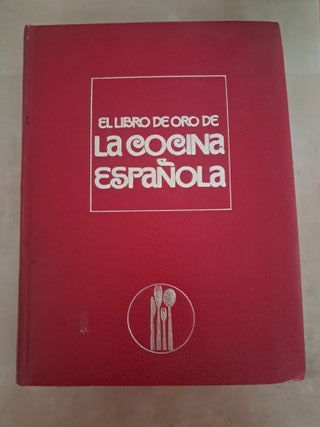 EL LIBRO DE ORO DE
La COCINA
ESPAÑOLA